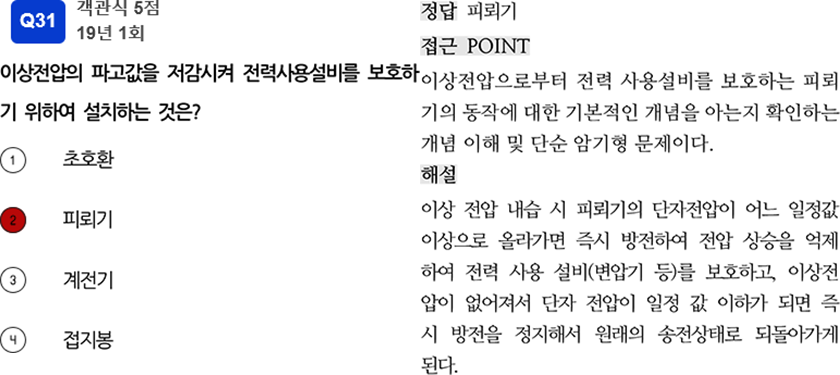 Q31
객관식 5점
19년 1회
이상전압의 파고값을 저감시켜 전력사용설비를 보호하
기 위하여 설치하는 것은?
1 초호환
2 피뢰기
3 계전기
4 접지봉
정답 피뢰기
접근 POINT
이상전압으로부터 전력 사용설비를 보호하는 피뢰
기의 동작에 대한 기본적인 개념을 아는지 확인하는
개념 이해 및 단순 암기형 문제이다.
해설
이상 전압 내습 시 피뢰기의 단자전압이 어느 일정값
이상으로 올라가면 즉시 방전하여 전압 상승을 억제
하여 전력 사용 설비(변압기 등)를 보호하고, 이상전
압이 없어져서 단자 전압이 일정 값 이하가 되면 즉
시 방전을 정지해서 원래의 송전상태로 되돌아가게
된다.